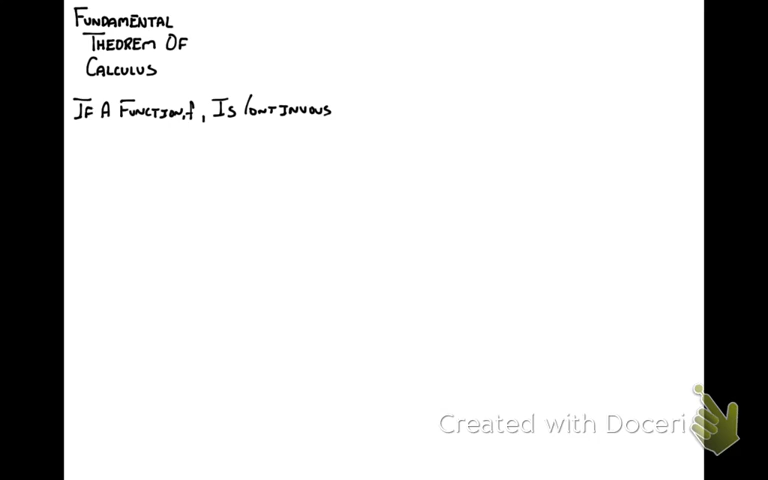 FUNDAMENTAL
THEOREM OF
CALCULUS
IF A FUNCTION, f, IS CONTINUOUS
Created with Doceri